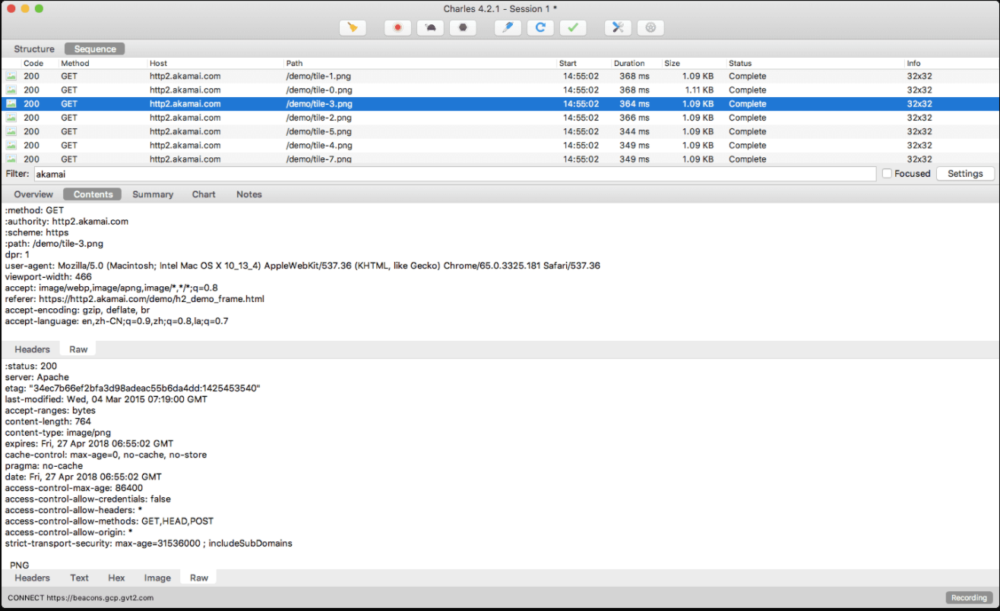 Charles 4.2.1 - Session 1 *
Structure Sequence
Code Method Host Path Start Duration Size Status Info
200 GET http2.akamai.com /demo/tile-1.png 14:55:02 368 ms 1.09 KB Complete 32x32
200 GET http2.akamai.com /demo/tile-0.png 14:55:02 368 ms 1.11 KB Complete 32x32
200 GET http2.akamai.com /demo/tile-3.png 14:55:02 364 ms 1.09 KB Complete 32x32
200 GET http2.akamai.com /demo/tile-2.png 14:55:02 366 ms 1.09 KB Complete 32x32
200 GET http2.akamai.com /demo/tile-5.png 14:55:02 344 ms 1.09 KB Complete 32x32
200 GET http2.akamai.com /demo/tile-4.png 14:55:02 349 ms 1.09 KB Complete 32x32
200 GET http2.akamai.com /demo/tile-7.png 14:55:02 349 ms 1.09 KB Complete 32x32
Filter: akamai Focused Settings
Overview Contents Summary Chart Notes
:method: GET
:authority: http2.akamai.com
:scheme: https
:path: /demo/tile-3.png
dpr: 1
user-agent: Mozilla/5.0 (Macintosh; Intel Mac OS X 10_13_4) AppleWebKit/537.36 (KHTML, like Gecko) Chrome/65.0.3325.181 Safari/537.36
viewport-width: 466
accept: image/webp,image/apng,image/*,*/*;q=0.8
referer: https://http2.akamai.com/demo/h2_demo_frame.html
accept-encoding: gzip, deflate, br
accept-language: en,zh-CN;q=0.9,zh;q=0.8,la;q=0.7
Headers Raw
:status: 200
server: Apache
etag: "34ec7b66ef2bfa3d98adeac55b6da4dd:1425453540"
last-modified: Wed, 04 Mar 2015 07:19:00 GMT
accept-ranges: bytes
content-length: 764
content-type: image/png
expires: Fri, 27 Apr 2018 06:55:02 GMT
cache-control: max-age=0, no-cache, no-store
pragma: no-cache
date: Fri, 27 Apr 2018 06:55:02 GMT
access-control-max-age: 86400
access-control-allow-credentials: false
access-control-allow-headers: *
access-control-allow-methods: GET,HEAD,POST
access-control-allow-origin: *
strict-transport-security: max-age=31536000 ; includeSubDomains
PNG
Headers Text Hex Image Raw
CONNECT https://beacons.gcp.gvt2.com Recording